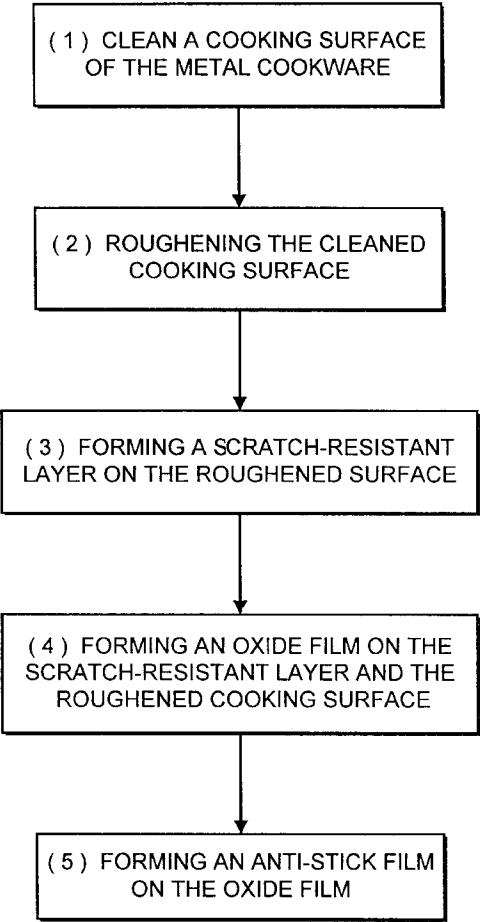 ( 1 ) CLEAN A COOKING SURFACE
OF THE METAL COOKWARE
( 2 ) ROUGHENING THE CLEANED
COOKING SURFACE
( 3 ) FORMING A SCRATCH-RESISTANT
LAYER ON THE ROUGHENED SURFACE
( 4 ) FORMING AN OXIDE FILM ON THE
SCRATCH-RESISTANT LAYER AND THE
ROUGHENED COOKING SURFACE
( 5 ) FORMING AN ANTI-STICK FILM
ON THE OXIDE FILM